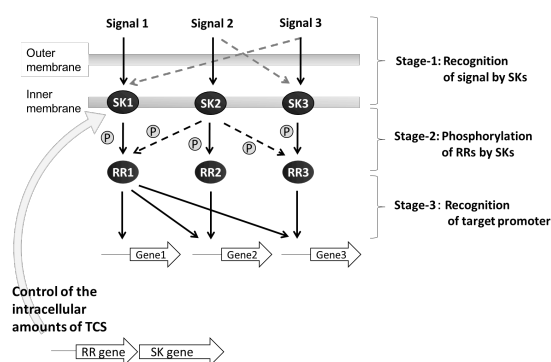 Signal 1 Signal 2 Signal 3
Outer
membrane
Stage-1: Recognition
of signal by SKs
Inner
membrane
SK1 SK2 SK3
P P P P P
Stage-2: Phosphorylation
of RRs by SKs
RR1 RR2 RR3
Stage-3: Recognition
of target promoter
Gene1 Gene2 Gene3
Control of the
intracellular
amounts of TCS
RR gene SK gene